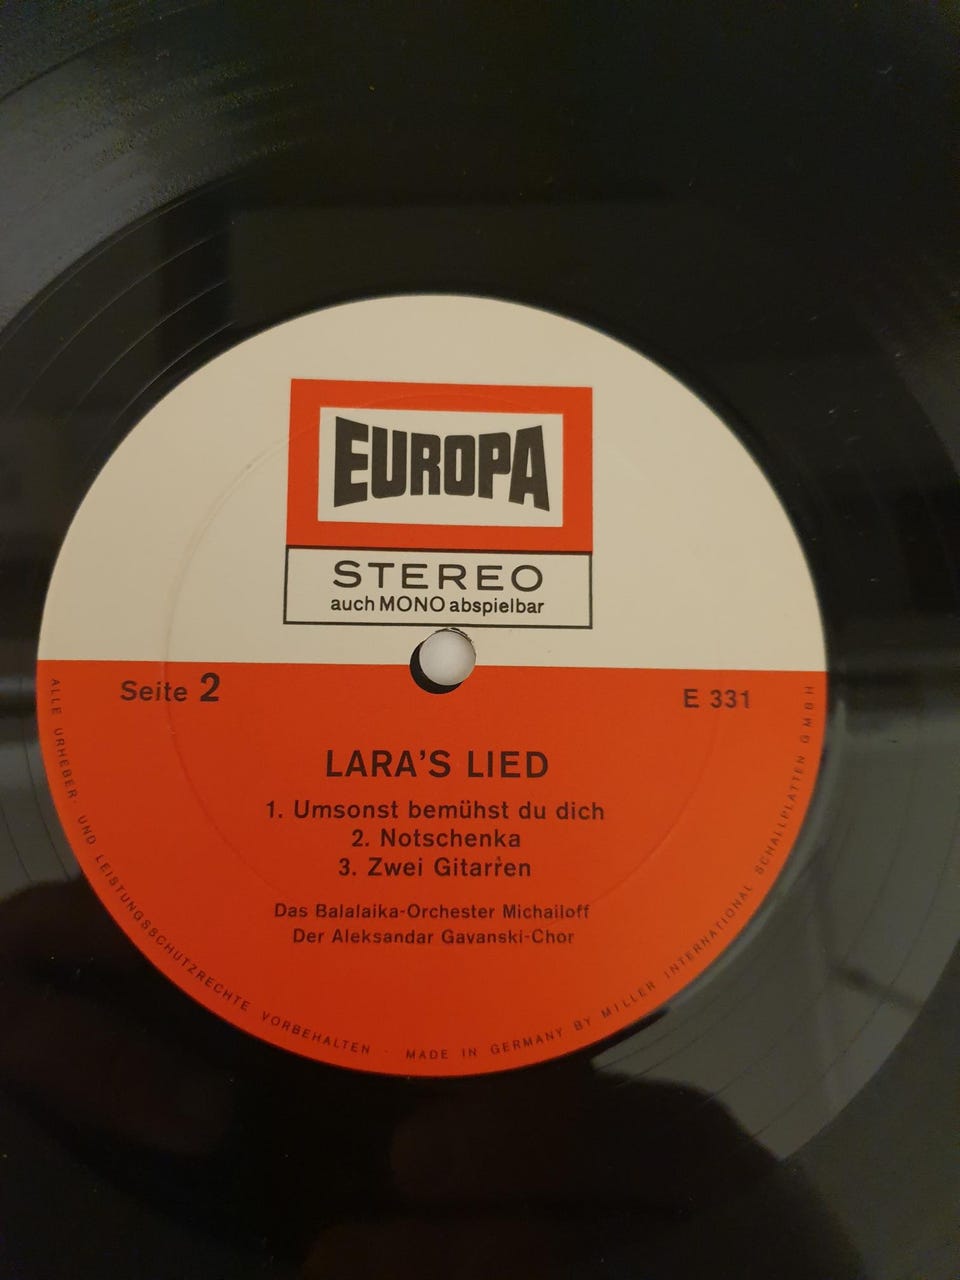 EUROPA
STEREO
auch MONO abspielbar
Seite 2
E 331
LARA'S LIED
1. Umsonst bemühst du dich
2. Notschenka
3. Zwei Gitarren
Das Balalaika-Orchester Michailoff
Der Aleksandar Gavanski-Chor
ALLE URHEBER- UND LEISTUNGSSCHUTZRECHTE VORBEHALTEN · MADE IN GERMANY BY MILLER INTERNATIONAL SCHALLPLATTEN GMBH